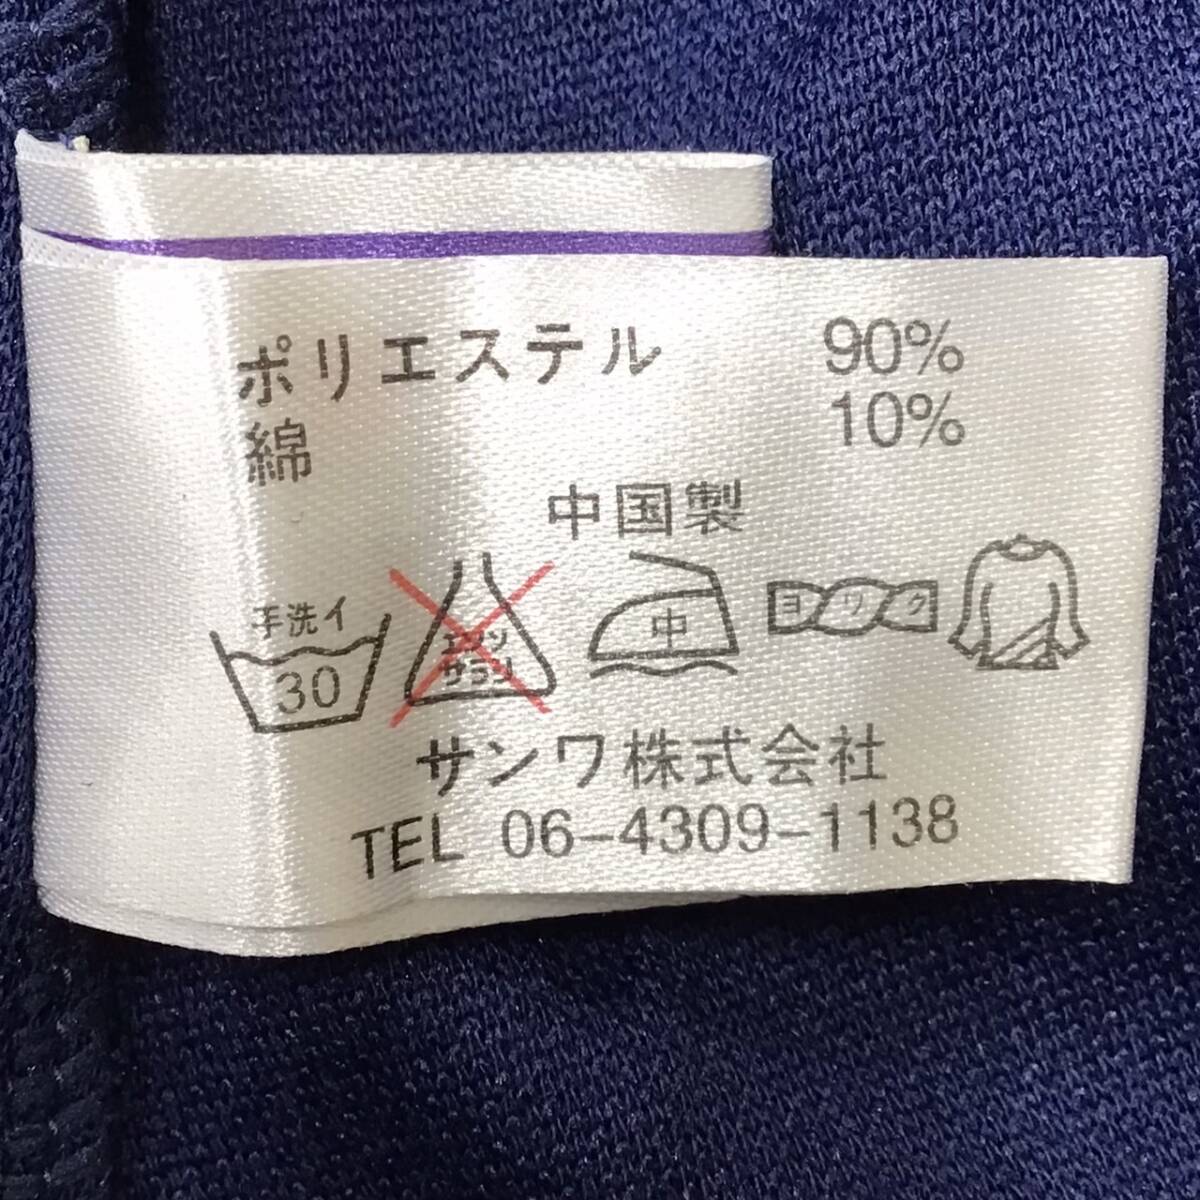 ポリエステル 90%
綿 10%
中国製
手洗イ
30
エンソ
サラシ
中
ヨワク
サンワ株式会社
TEL 06-4309-1138